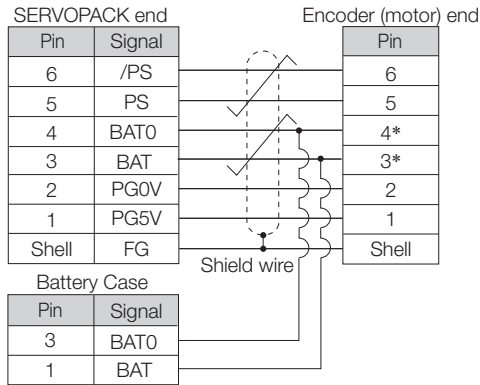 SERVOPACK end Encoder (motor) end
Pin Signal Pin
6 /PS 6
5 PS 5
4 BAT0 4*
3 BAT 3*
2 PG0V 2
1 PG5V 1
Shell FG Shell
Shield wire
Battery Case
Pin Signal
3 BAT0
1 BAT